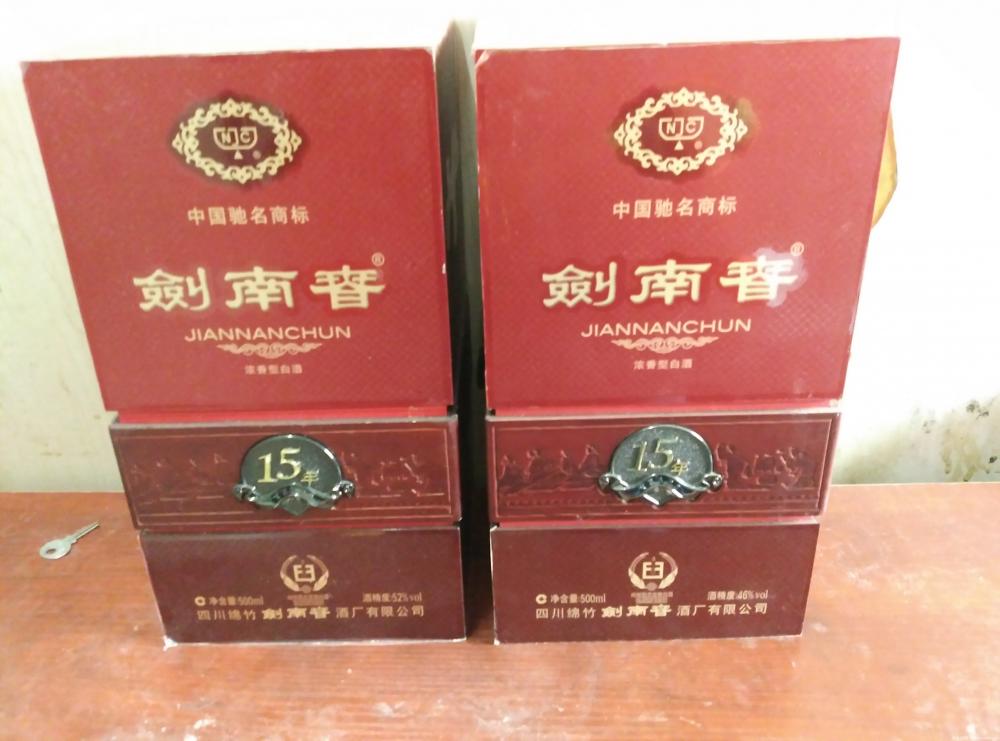 NC
®
中国驰名商标
劍南春®
JIANNANCHUN
浓香型白酒
15年
C 净含量:500ml 酒精度:52%vol
四川绵竹 劍南春 酒厂有限公司
NC
®
中国驰名商标
劍南春®
JIANNANCHUN
浓香型白酒
15年
C 净含量:500ml 酒精度:46%vol
四川绵竹 劍南春 酒厂有限公司